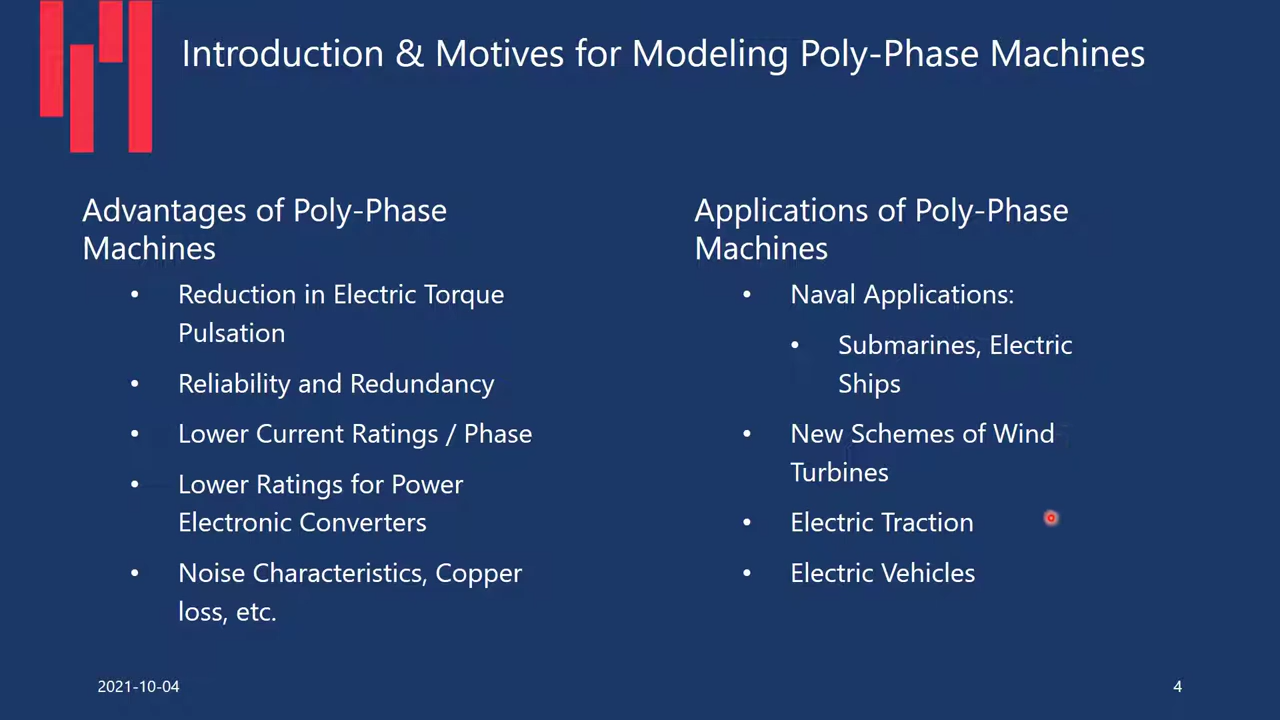 Introduction & Motives for Modeling Poly-Phase Machines
Advantages of Poly-Phase
Machines
• Reduction in Electric Torque
Pulsation
• Reliability and Redundancy
• Lower Current Ratings / Phase
• Lower Ratings for Power
Electronic Converters
• Noise Characteristics, Copper
loss, etc.
Applications of Poly-Phase
Machines
• Naval Applications:
• Submarines, Electric
Ships
• New Schemes of Wind
Turbines
• Electric Traction
• Electric Vehicles
2021-10-04
4